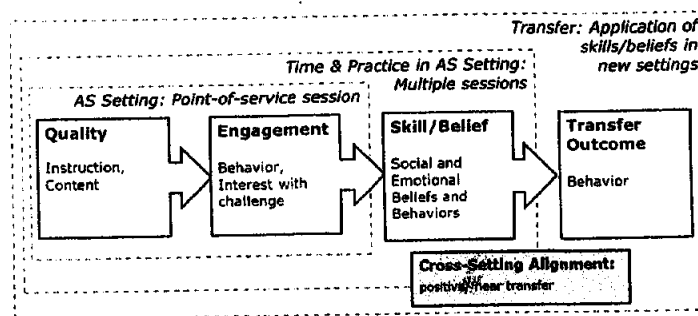 Transfer: Application of
skills/beliefs in
new settings
Time & Practice in AS Setting:
Multiple sessions
AS Setting: Point-of-service session
Quality
Instruction,
Content
Engagement
Behavior,
Interest with
challenge
Skill/Belief
Social and
Emotional
Beliefs and
Behaviors
Transfer
Outcome
Behavior
Cross-Setting Alignment:
positive, near transfer